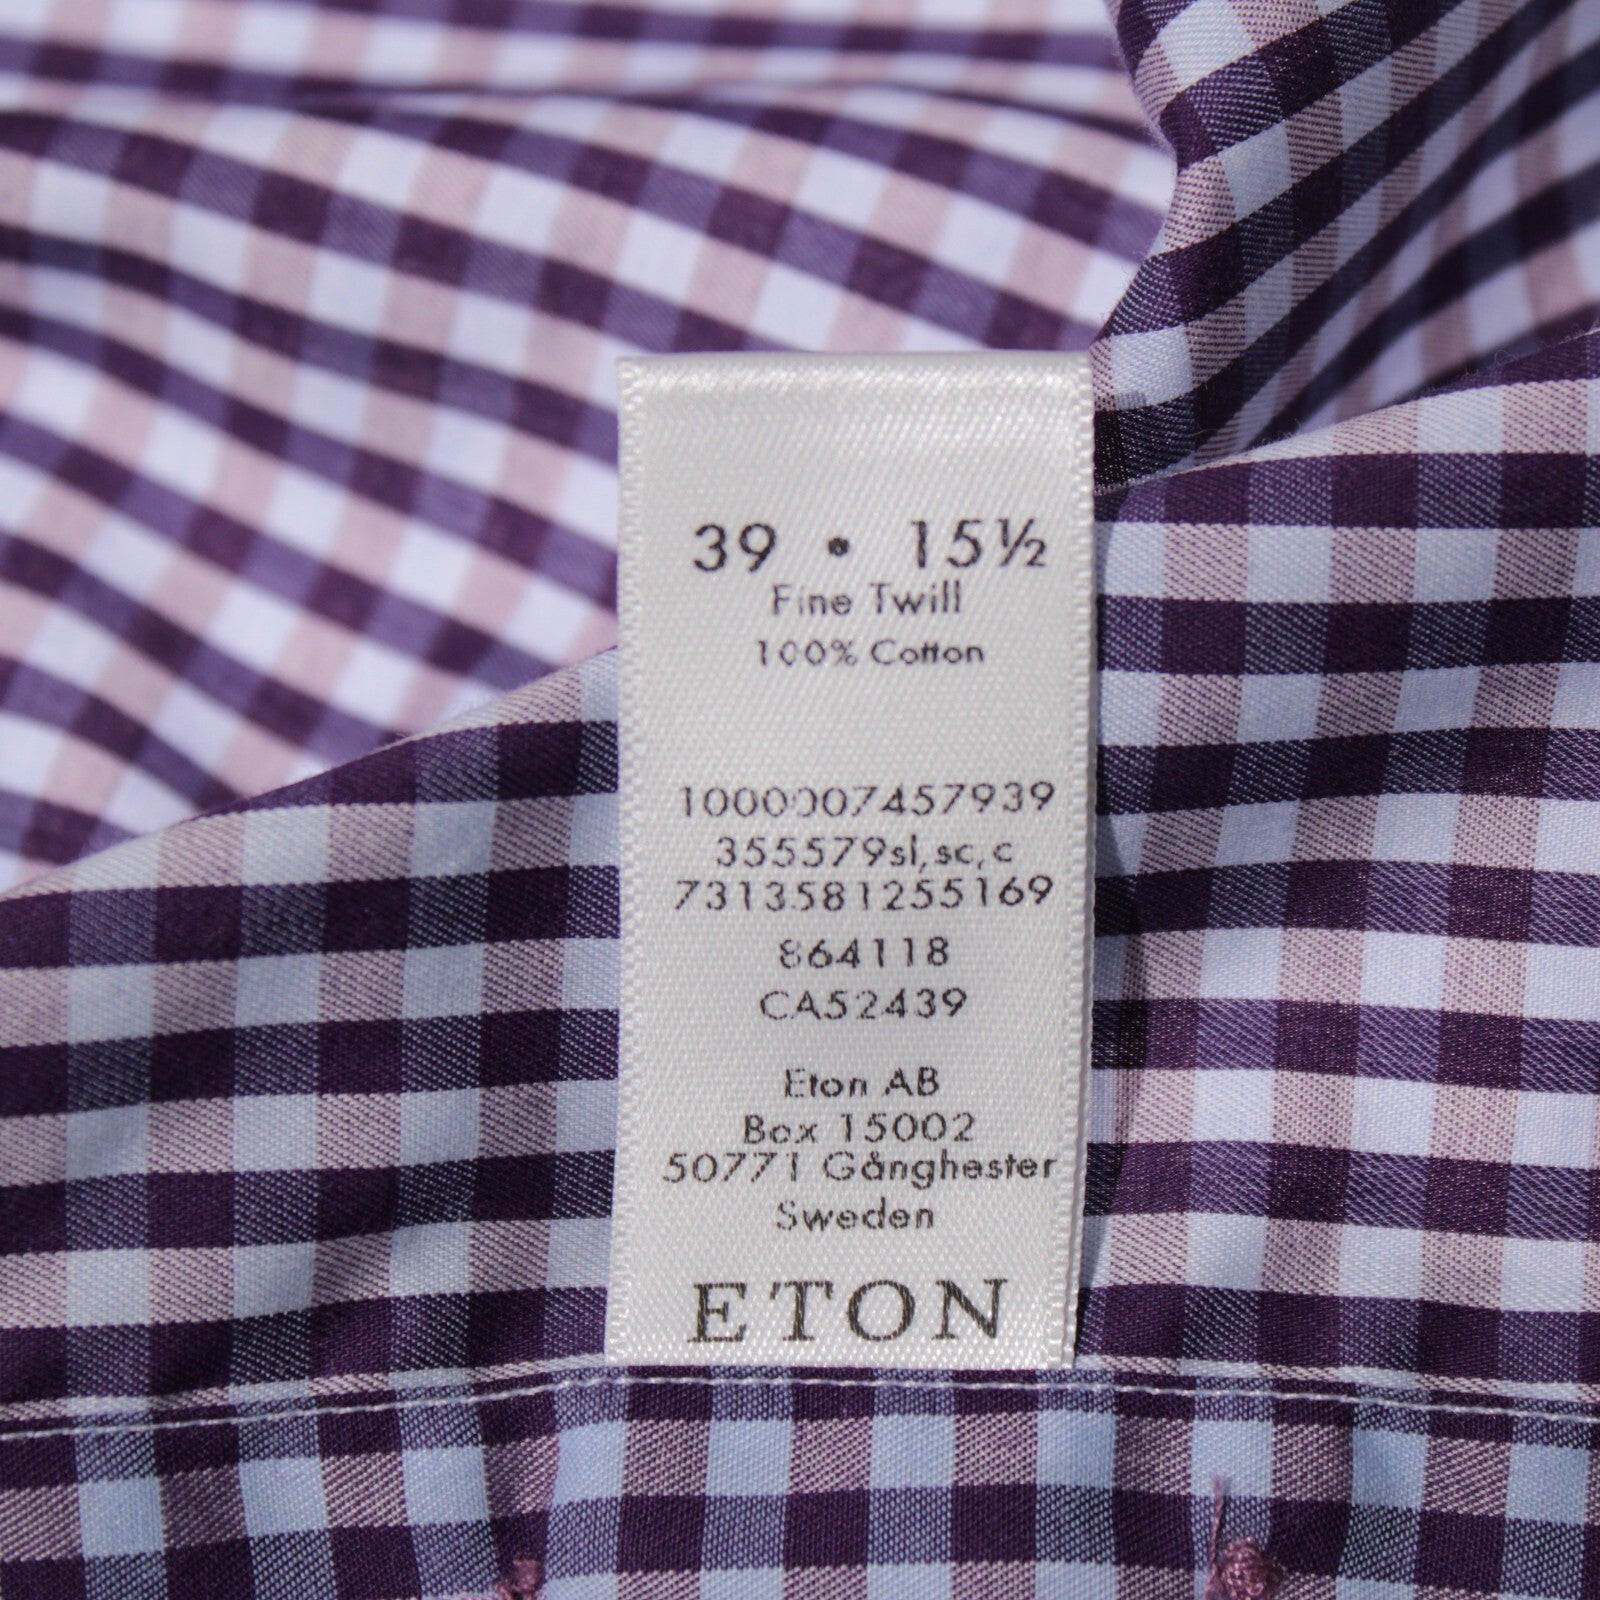 39 • 15½
Fine Twill
100% Cotton
1000007457939
355579sl,sc,c
7313581255169
864118
CA52439
Eton AB
Box 15002
50771 Gånghester
Sweden
ETON